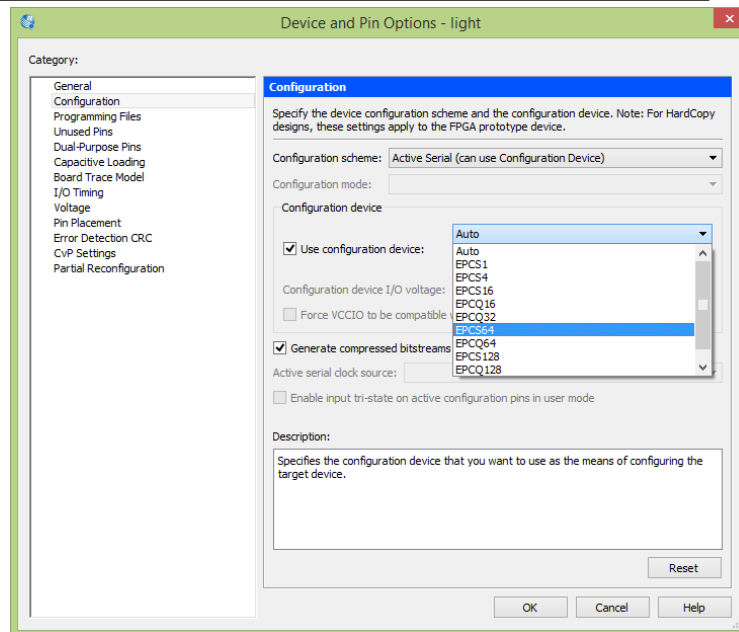 Device and Pin Options - light
Category:
General
Configuration
Programming Files
Unused Pins
Dual-Purpose Pins
Capacitive Loading
Board Trace Model
I/O Timing
Voltage
Pin Placement
Error Detection CRC
CvP Settings
Partial Reconfiguration
Configuration
Specify the device configuration scheme and the configuration device. Note: For HardCopy
designs, these settings apply to the FPGA prototype device.
Configuration scheme: Active Serial (can use Configuration Device)
Configuration mode:
Configuration device
Use configuration device: Auto
Auto
EPCS1
EPCS4
EPCS16
EPCQ16
EPCQ32
EPCS64
EPCQ64
EPCS128
EPCQ128
Configuration device I/O voltage:
Force VCCIO to be compatible
Generate compressed bitstreams
Active serial clock source:
Enable input tri-state on active configuration pins in user mode
Description:
Specifies the configuration device that you want to use as the means of configuring the
target device.
Reset
OK Cancel Help